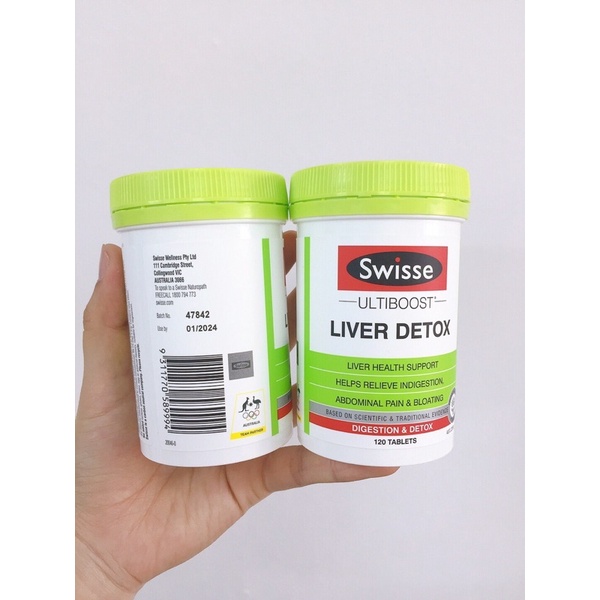 Swisse Wellness Pty Ltd
111 Cambridge Street,
Collingwood VIC
AUSTRALIA 3066
To speak to a Swisse Naturopath
FREECALL 1800 794 773
swisse.com
Batch No. 47842
Use by 01/2024
AUSTRALIA
TEAM PARTNER
Swisse
ULTIBOOST
LIVER DETOX
LIVER HEALTH SUPPORT
HELPS RELIEVE INDIGESTION,
ABDOMINAL PAIN & BLOATING
BASED ON SCIENTIFIC & TRADITIONAL EVIDENCE
DIGESTION & DETOX
120 TABLETS